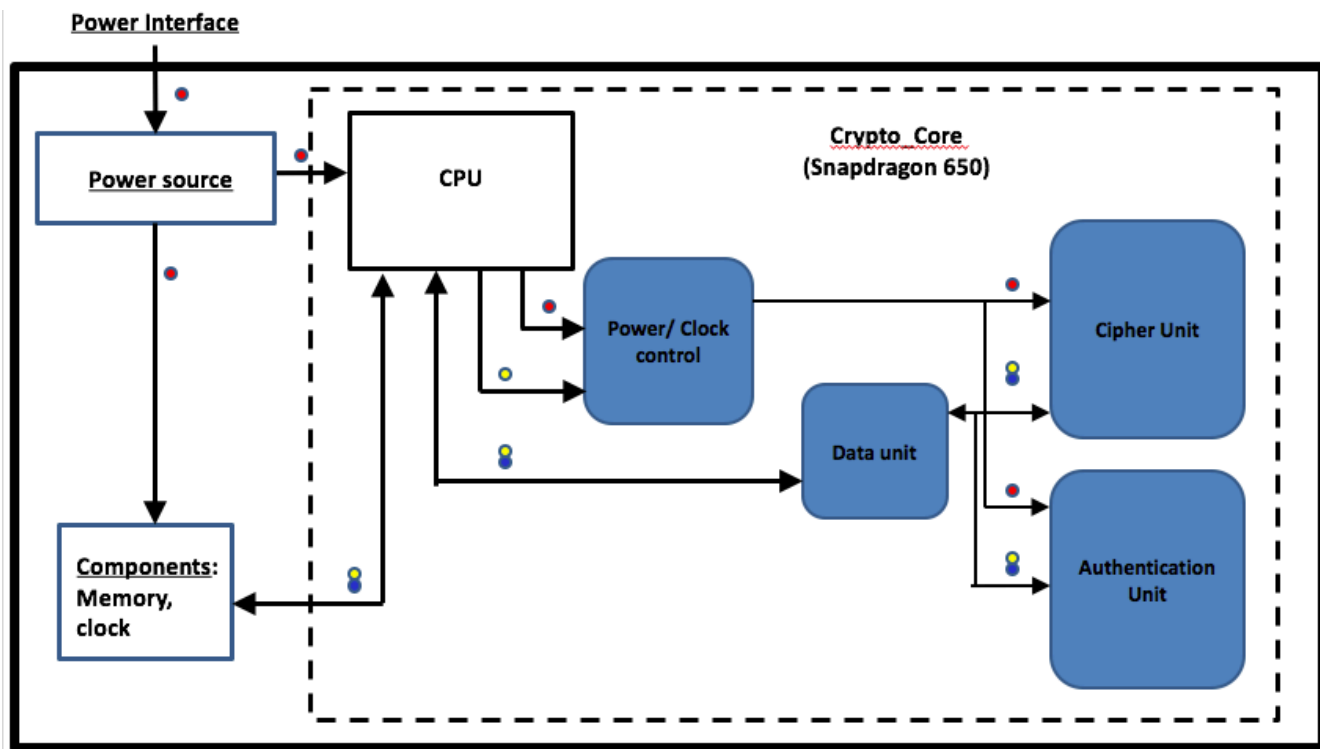 Power Interface
Power source
CPU
Crypto_Core
(Snapdragon 650)
Power/ Clock
control
Cipher Unit
Data unit
Components:
Memory,
clock
Authentication
Unit